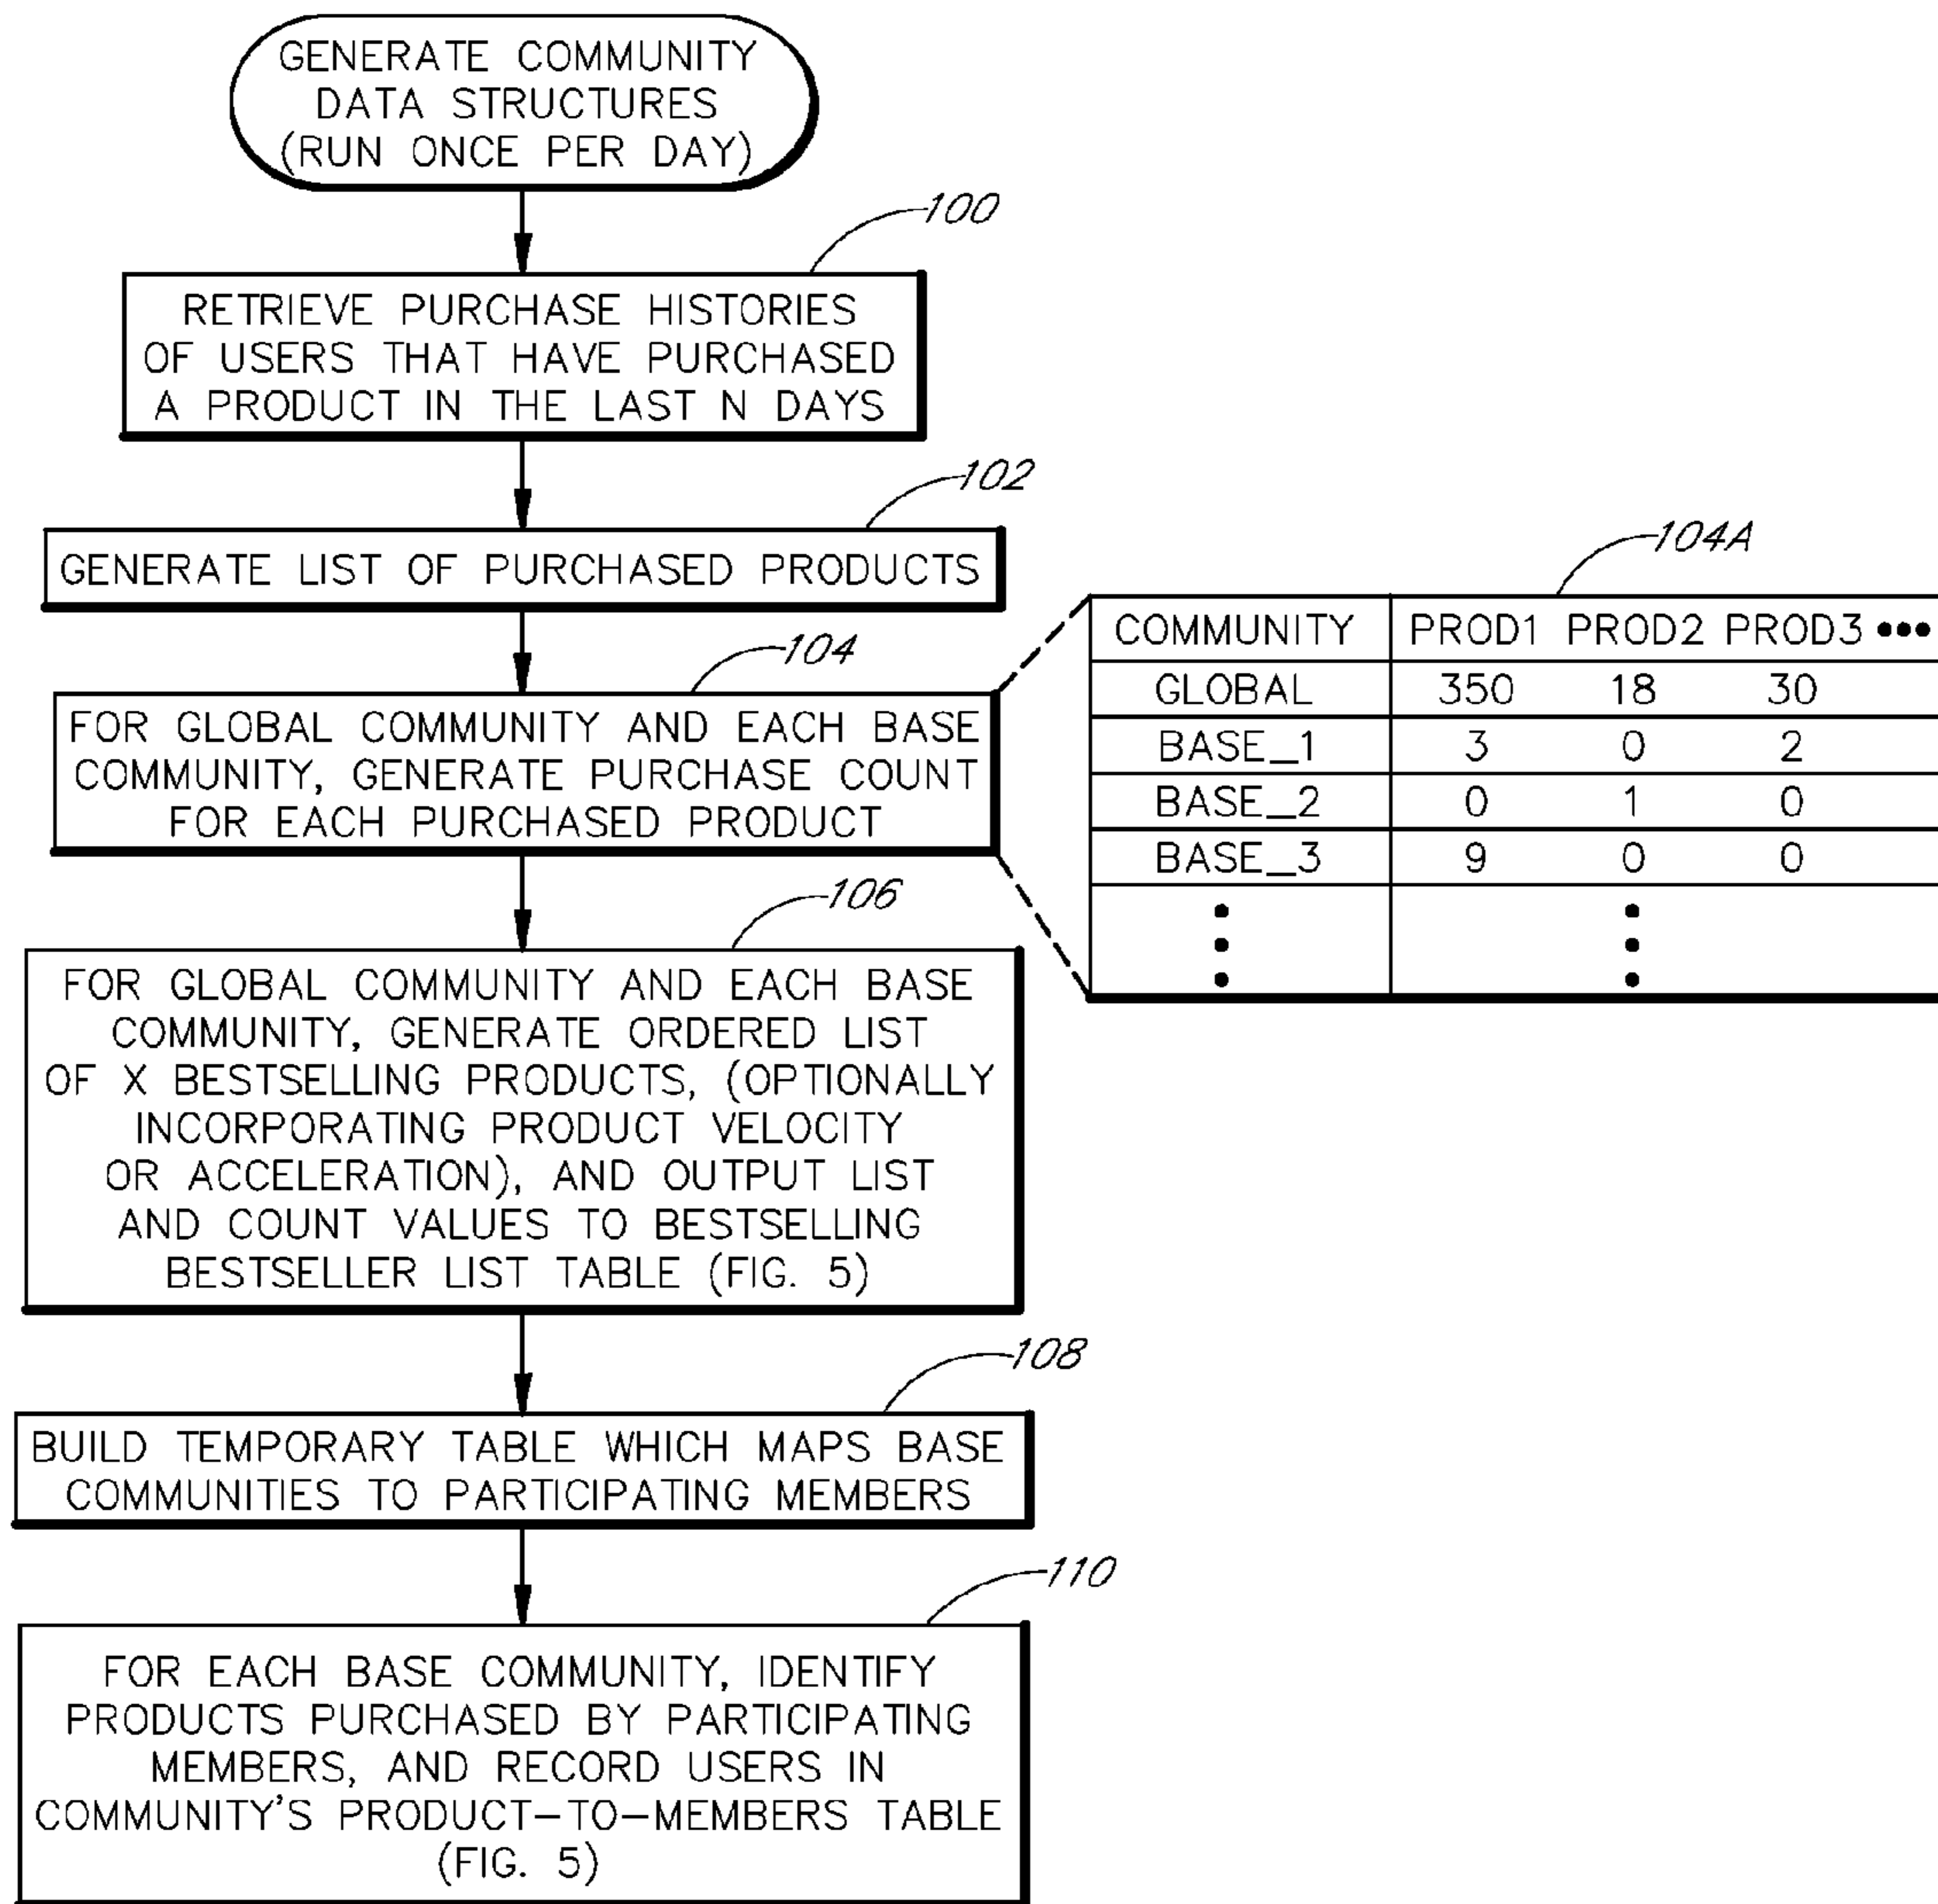 GENERATE COMMUNITY
DATA STRUCTURES
(RUN ONCE PER DAY)
100
RETRIEVE PURCHASE HISTORIES
OF USERS THAT HAVE PURCHASED
A PRODUCT IN THE LAST N DAYS
102
GENERATE LIST OF PURCHASED PRODUCTS
104
FOR GLOBAL COMMUNITY AND EACH BASE
COMMUNITY, GENERATE PURCHASE COUNT
FOR EACH PURCHASED PRODUCT
104A
COMMUNITY PROD1 PROD2 PROD3 •••
GLOBAL 350 18 30
BASE_1 3 0 2
BASE_2 0 1 0
BASE_3 9 0 0
106
FOR GLOBAL COMMUNITY AND EACH BASE
COMMUNITY, GENERATE ORDERED LIST
OF X BESTSELLING PRODUCTS, (OPTIONALLY
INCORPORATING PRODUCT VELOCITY
OR ACCELERATION), AND OUTPUT LIST
AND COUNT VALUES TO BESTSELLING
BESTSELLER LIST TABLE (FIG. 5)
108
BUILD TEMPORARY TABLE WHICH MAPS BASE
COMMUNITIES TO PARTICIPATING MEMBERS
110
FOR EACH BASE COMMUNITY, IDENTIFY
PRODUCTS PURCHASED BY PARTICIPATING
MEMBERS, AND RECORD USERS IN
COMMUNITY'S PRODUCT-TO-MEMBERS TABLE
(FIG. 5)